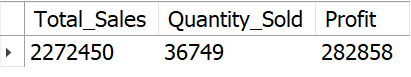 Total_Sales Quantity_Sold Profit
2272450 36749 282858